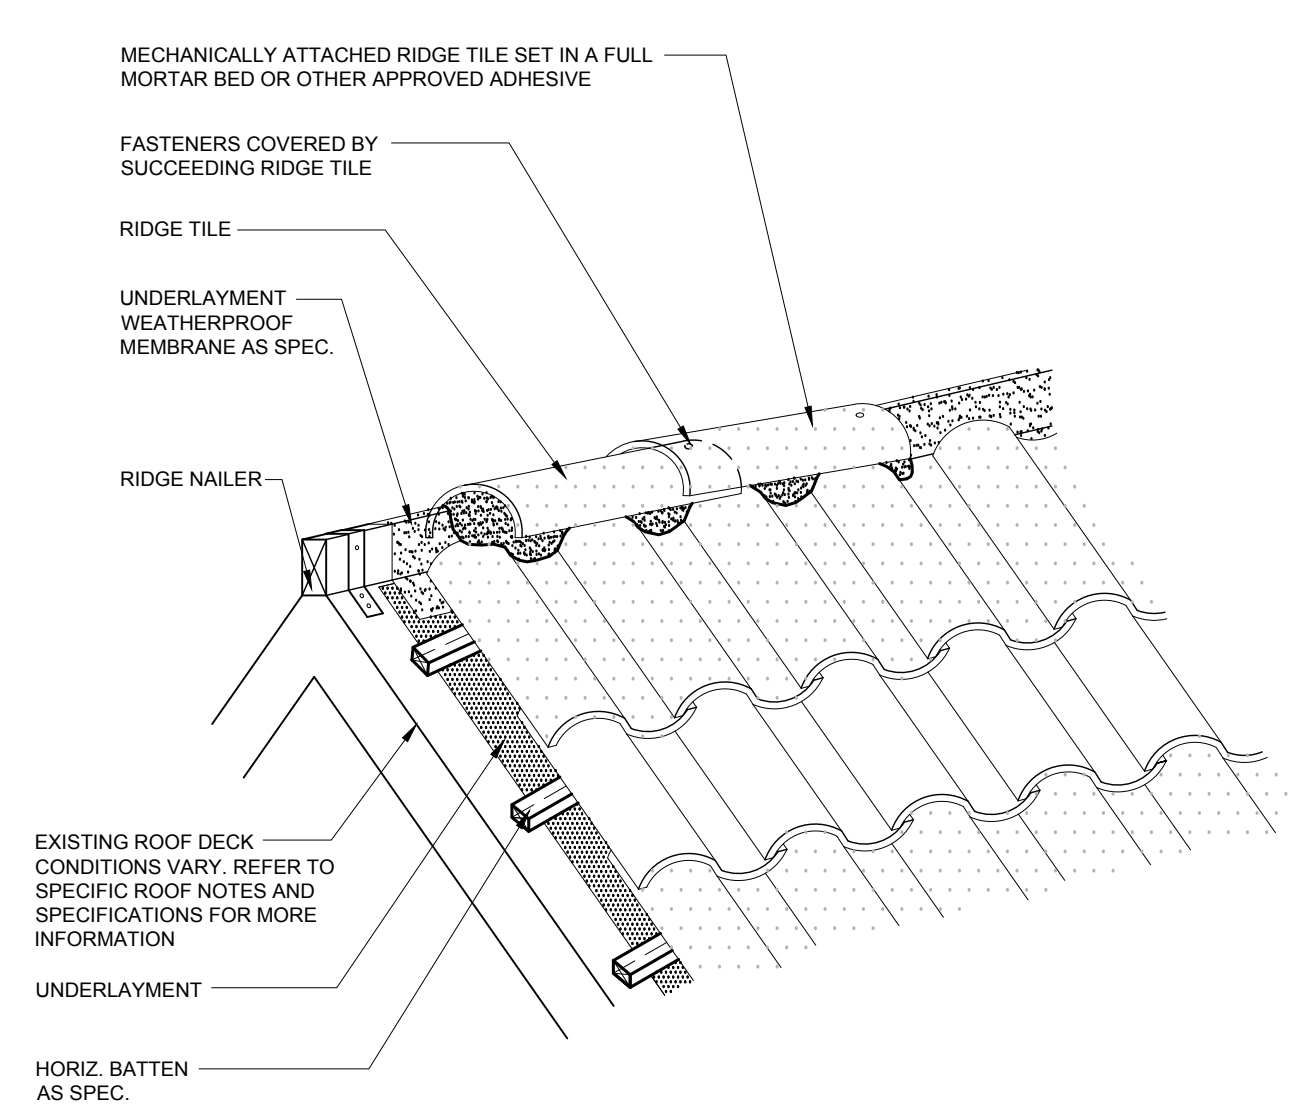 MECHANICALLY ATTACHED RIDGE TILE SET IN A FULL
MORTAR BED OR OTHER APPROVED ADHESIVE
FASTENERS COVERED BY
SUCCEEDING RIDGE TILE
RIDGE TILE
UNDERLAYMENT
WEATHERPROOF
MEMBRANE AS SPEC.
RIDGE NAILER
EXISTING ROOF DECK
CONDITIONS VARY. REFER TO
SPECIFIC ROOF NOTES AND
SPECIFICATIONS FOR MORE
INFORMATION
UNDERLAYMENT
HORIZ. BATTEN
AS SPEC.